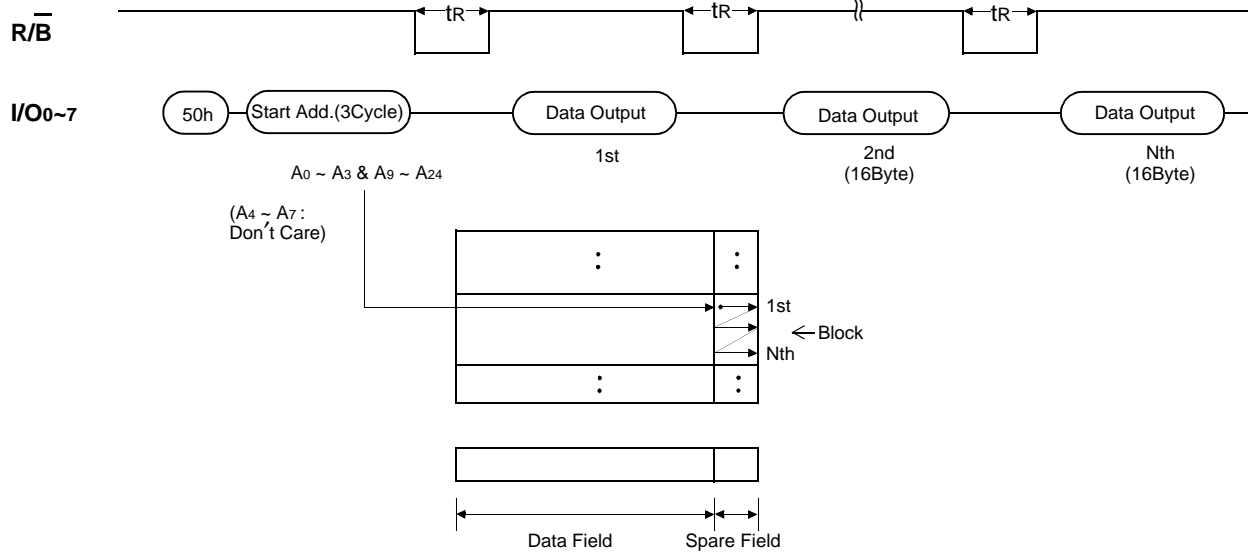 tR tR tR
R/B
I/O0~7
50h Start Add.(3Cycle) Data Output Data Output Data Output
1st 2nd Nth
(16Byte) (16Byte)
A0 ~ A3 & A9 ~ A24
(A4 ~ A7 :
Don't Care)
1st
Block
Nth
Data Field Spare Field